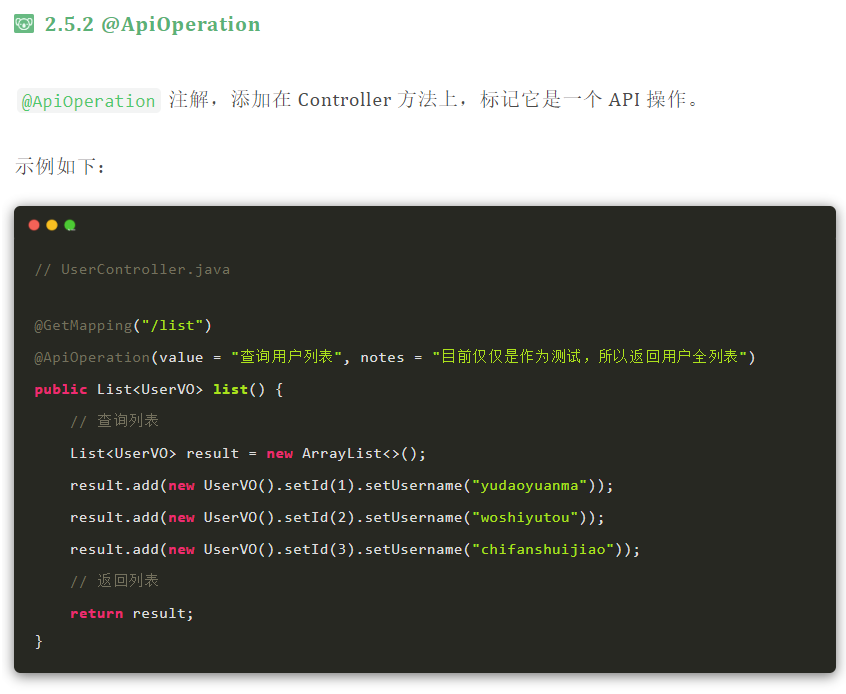 2.5.2 @ApiOperation
@ApiOperation 注解，添加在 Controller 方法上，标记它是一个 API 操作。
示例如下：
// UserController.java
@GetMapping("/list")
@ApiOperation(value = "查询用户列表", notes = "目前仅仅是作为测试，所以返回用户全列表")
public List<UserVO> list() {
    // 查询列表
    List<UserVO> result = new ArrayList<>();
    result.add(new UserVO().setId(1).setUsername("yudaoyuanma"));
    result.add(new UserVO().setId(2).setUsername("woshiyutou"));
    result.add(new UserVO().setId(3).setUsername("chifanshuijiao"));
    // 返回列表
    return result;
}